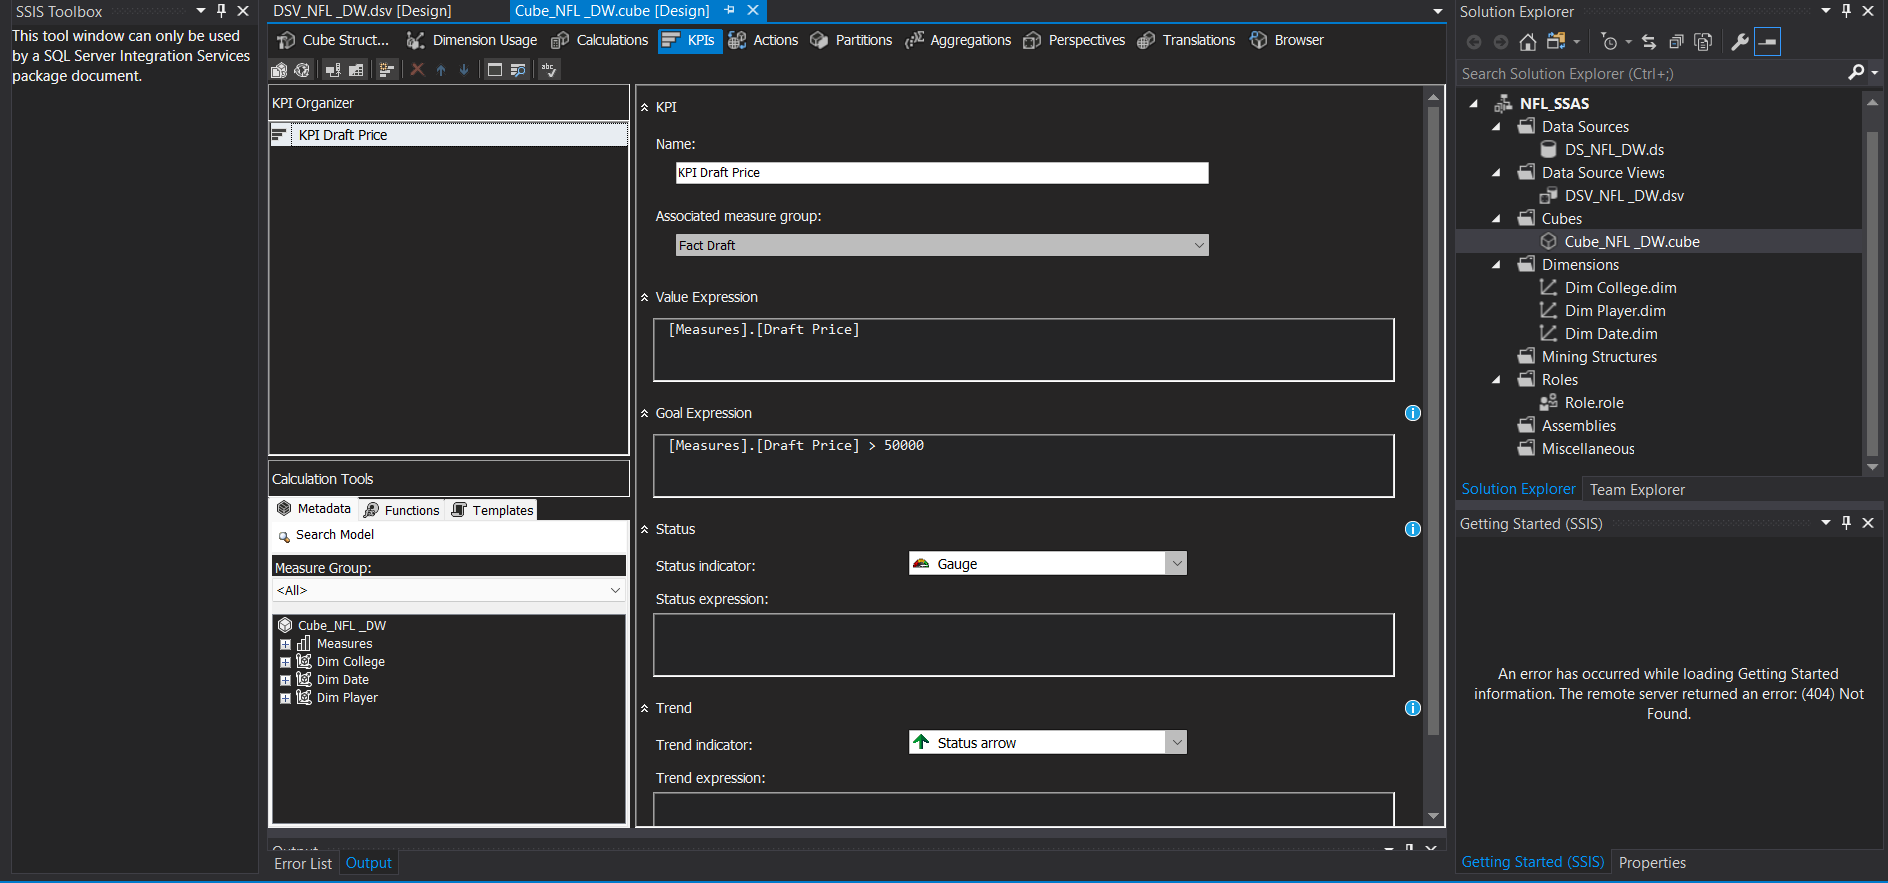 SSIS Toolbox
This tool window can only be used
by a SQL Server Integration Services
package document.
DSV_NFL _DW.dsv [Design]
Cube_NFL _DW.cube [Design]
Cube Struct...
Dimension Usage
Calculations
KPIs
Actions
Partitions
Aggregations
Perspectives
Translations
Browser
KPI Organizer
KPI Draft Price
Calculation Tools
Metadata
Functions
Templates
Search Model
Measure Group:
<All>
Cube_NFL _DW
Measures
Dim College
Dim Date
Dim Player
KPI
Name:
KPI Draft Price
Associated measure group:
Fact Draft
Value Expression
[Measures].[Draft Price]
Goal Expression
[Measures].[Draft Price] > 50000
Status
Status indicator:
Gauge
Status expression:
Trend
Trend indicator:
Status arrow
Trend expression:
Output
Error List
Output
Solution Explorer
Search Solution Explorer (Ctrl+;)
NFL_SSAS
Data Sources
DS_NFL_DW.ds
Data Source Views
DSV_NFL _DW.dsv
Cubes
Cube_NFL _DW.cube
Dimensions
Dim College.dim
Dim Player.dim
Dim Date.dim
Mining Structures
Roles
Role.role
Assemblies
Miscellaneous
Solution Explorer
Team Explorer
Getting Started (SSIS)
An error has occurred while loading Getting Started
information. The remote server returned an error: (404) Not
Found.
Getting Started (SSIS)
Properties